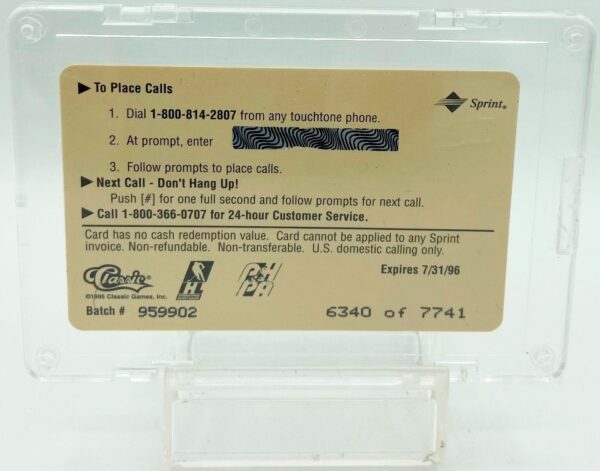 ▶ To Place Calls
Sprint®
1. Dial 1-800-814-2807 from any touchtone phone.
2. At prompt, enter
3. Follow prompts to place calls.
▶ Next Call - Don't Hang Up!
Push [#] for one full second and follow prompts for next call.
▶ Call 1-800-366-0707 for 24-hour Customer Service.
Card has no cash redemption value. Card cannot be applied to any Sprint
invoice. Non-refundable. Non-transferable. U.S. domestic calling only.
Classic
©1995 Classic Games, Inc.
Expires 7/31/96
Batch # 959902
6340 of 7741